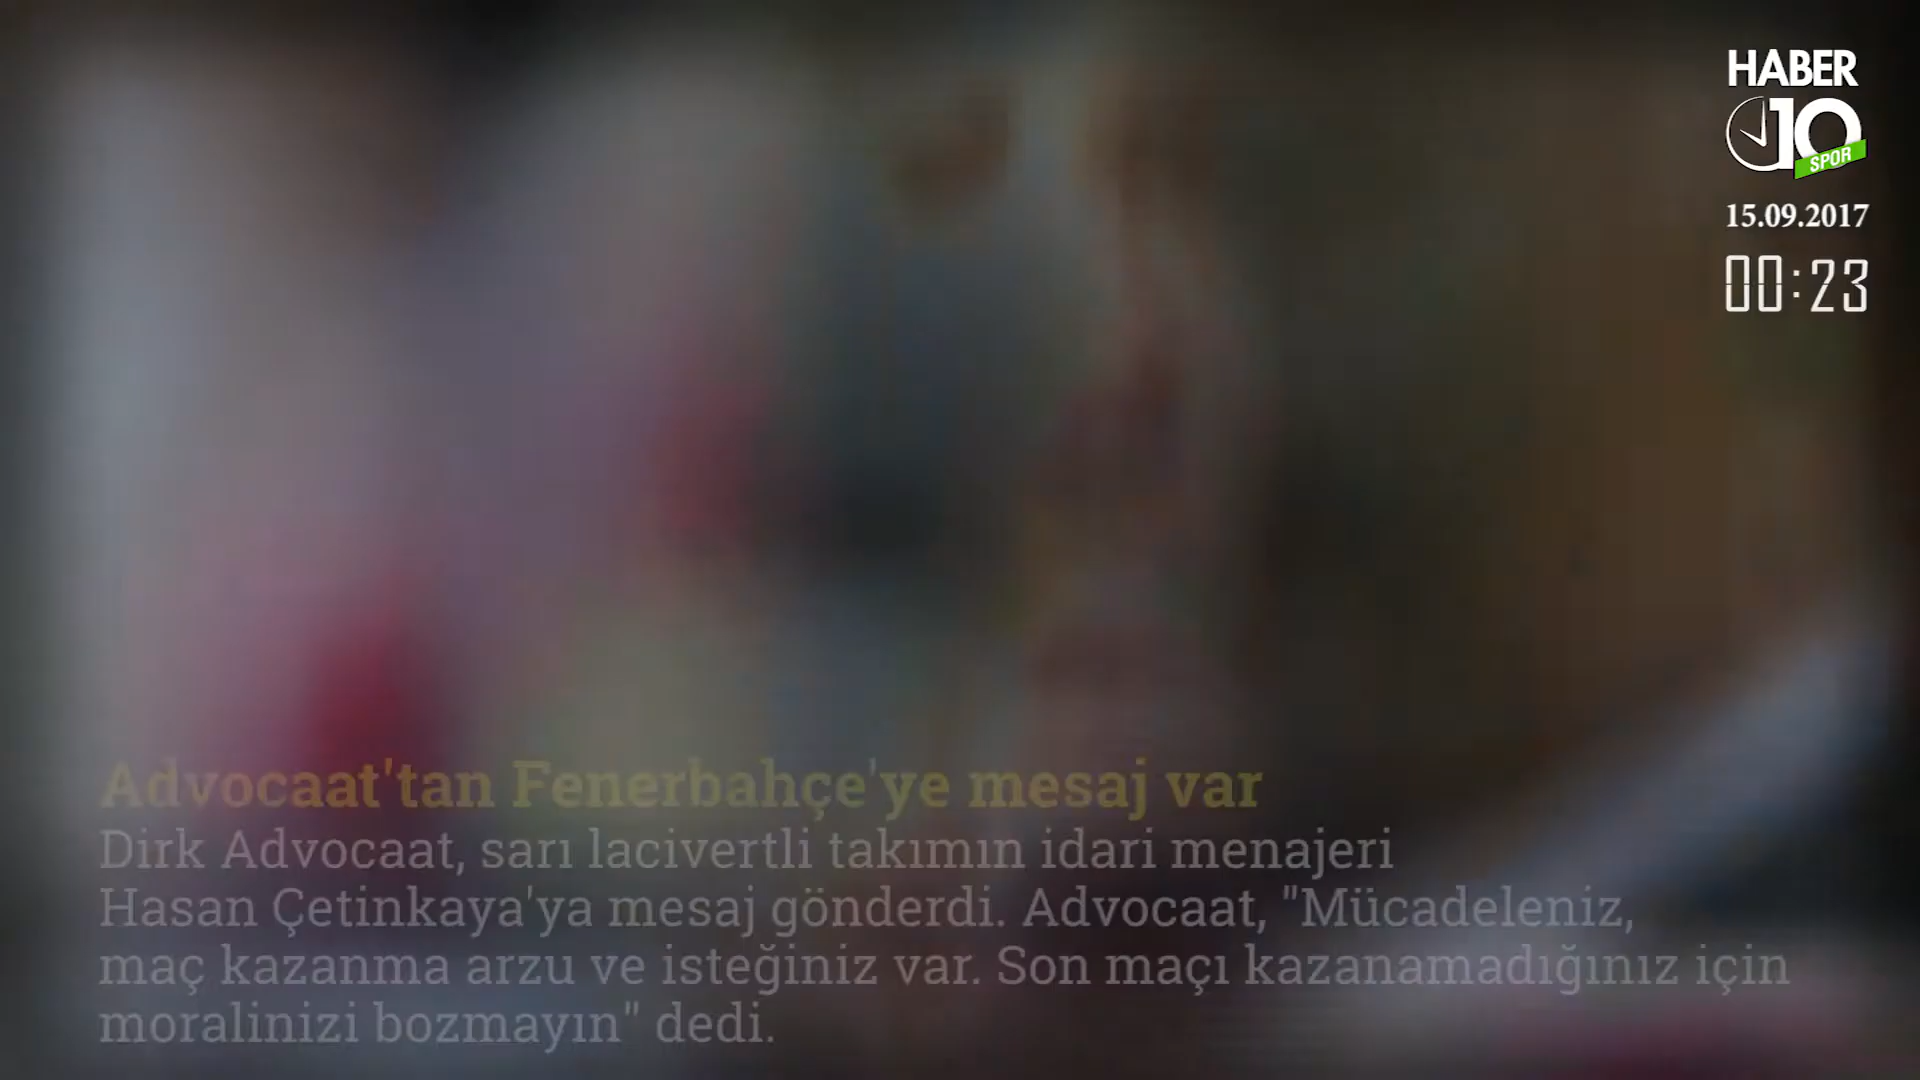 HABER
10
SPOR
15.09.2017
00:23
Advocaat'tan Fenerbahçe'ye mesaj var
Dirk Advocaat, sarı lacivertli takımın idari menajeri
Hasan Çetinkaya'ya mesaj gönderdi. Advocaat, "Mücadeleniz,
maç kazanma arzu ve isteğiniz var. Son maçı kazanamadığınız için
moralinizi bozmayın" dedi.